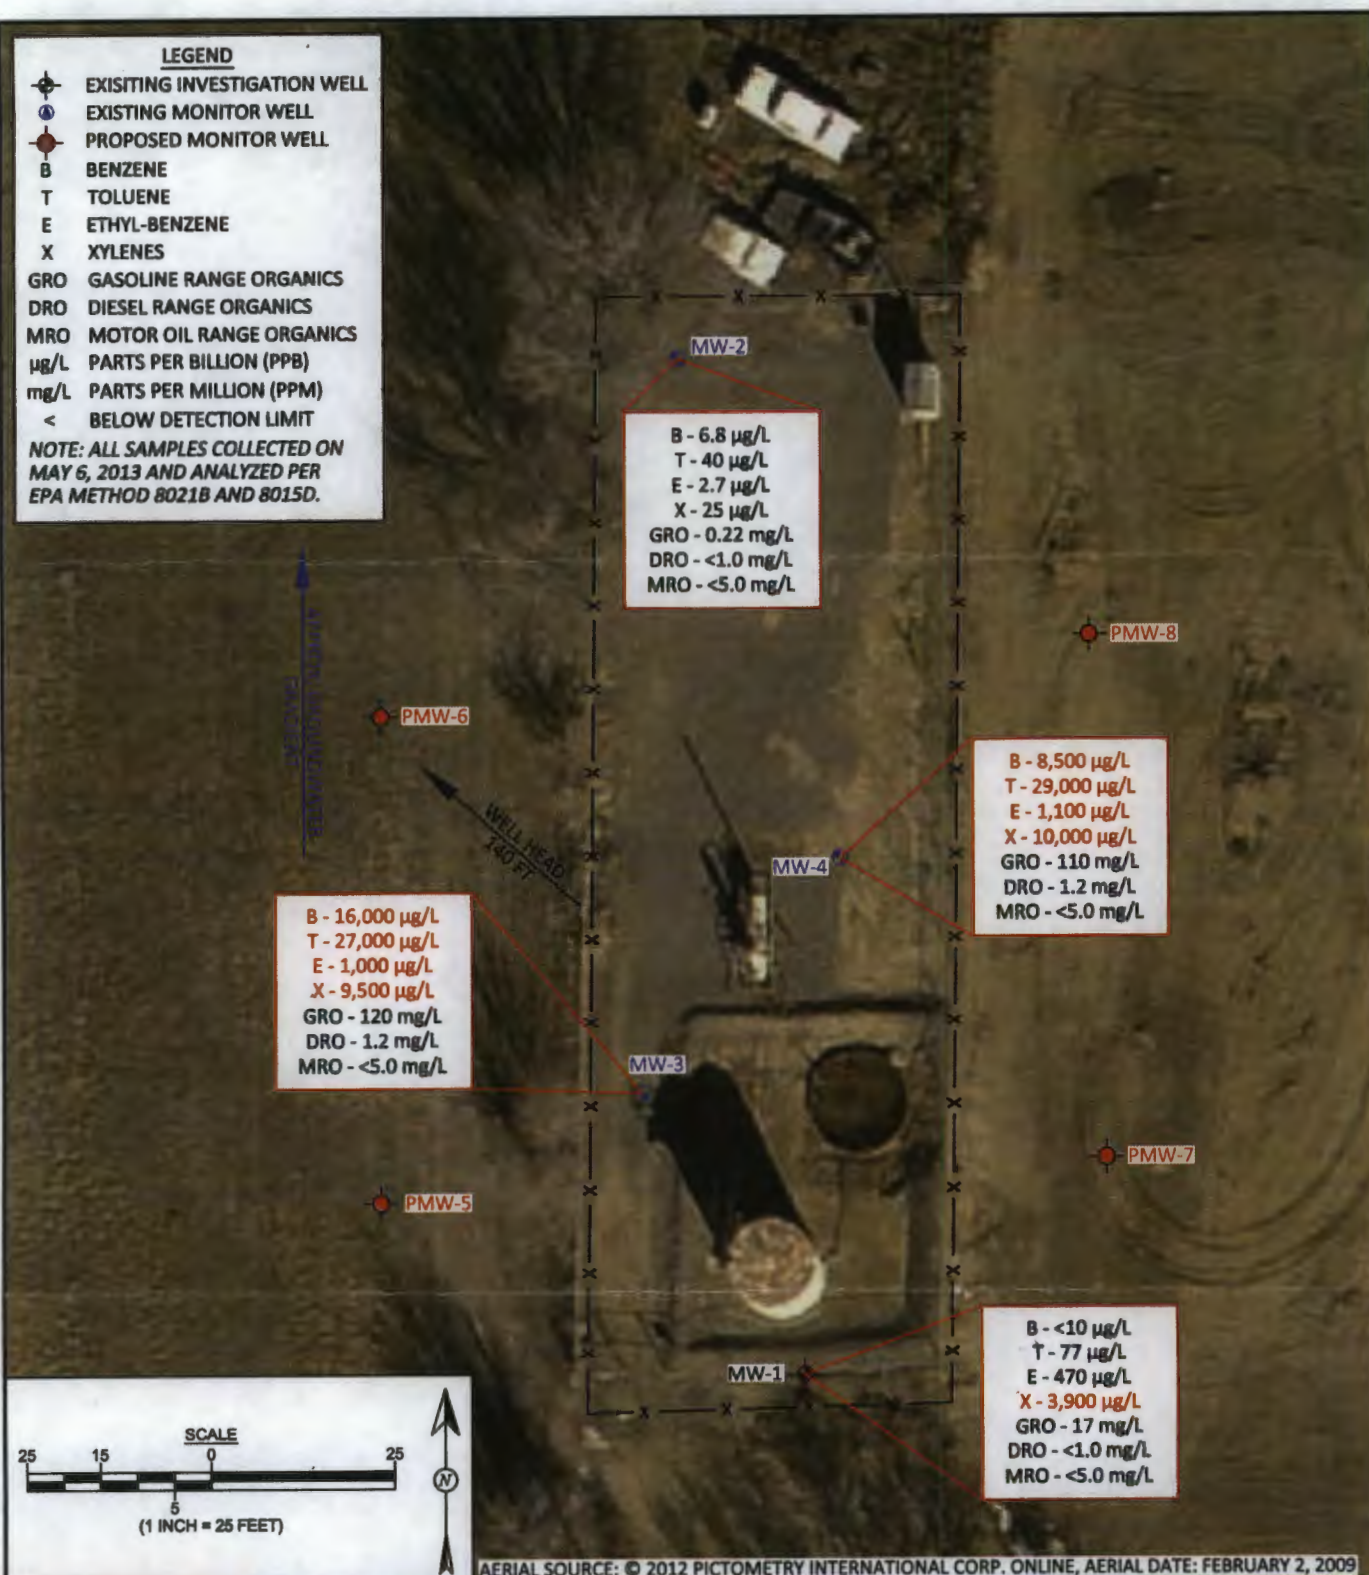 LEGEND
EXISITING INVESTIGATION WELL
EXISTING MONITOR WELL
PROPOSED MONITOR WELL
B BENZENE
T TOLUENE
E ETHYL-BENZENE
X XYLENES
GRO GASOLINE RANGE ORGANICS
DRO DIESEL RANGE ORGANICS
MRO MOTOR OIL RANGE ORGANICS
µg/L PARTS PER BILLION (PPB)
mg/L PARTS PER MILLION (PPM)
< BELOW DETECTION LIMIT
NOTE: ALL SAMPLES COLLECTED ON
MAY 6, 2013 AND ANALYZED PER
EPA METHOD 8021B AND 8015D.
MW-2
B - 6.8 µg/L
T - 40 µg/L
E - 2.7 µg/L
X - 25 µg/L
GRO - 0.22 mg/L
DRO - <1.0 mg/L
MRO - <5.0 mg/L
PMW-8
PMW-6
WELL HEAD
140 FT
B - 8,500 µg/L
T - 29,000 µg/L
E - 1,100 µg/L
X - 10,000 µg/L
GRO - 110 mg/L
DRO - 1.2 mg/L
MRO - <5.0 mg/L
MW-4
B - 16,000 µg/L
T - 27,000 µg/L
E - 1,000 µg/L
X - 9,500 µg/L
GRO - 120 mg/L
DRO - 1.2 mg/L
MRO - <5.0 mg/L
MW-3
PMW-7
PMW-5
MW-1
B - <10 µg/L
T - 77 µg/L
E - 470 µg/L
X - 3,900 µg/L
GRO - 17 mg/L
DRO - <1.0 mg/L
MRO - <5.0 mg/L
SCALE
25 15 0 25
5
(1 INCH = 25 FEET)
N
AERIAL SOURCE: © 2012 PICTOMETRY INTERNATIONAL CORP. ONLINE, AERIAL DATE: FEBRUARY 2, 2009